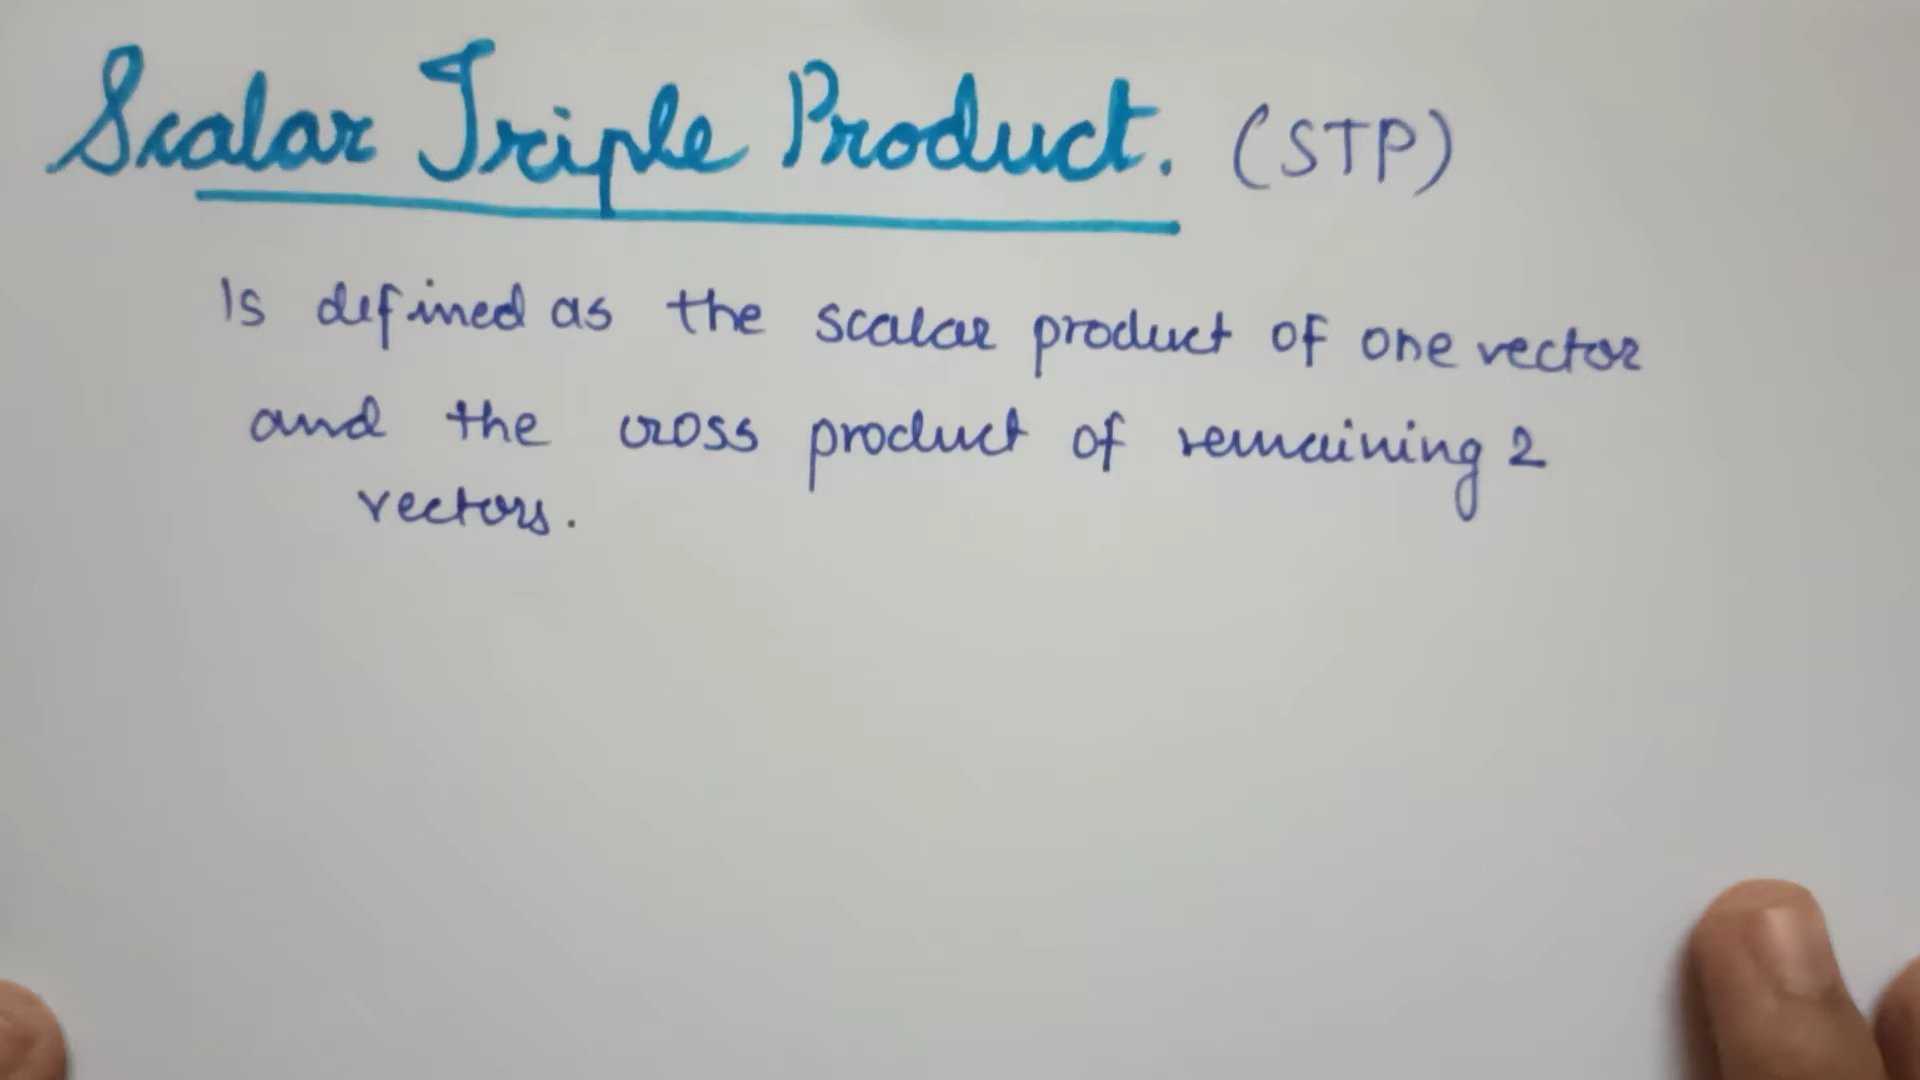 Scalar Triple Product. (STP)
Is defined as the scalar product of one vector
and the cross product of remaining 2
vectors.